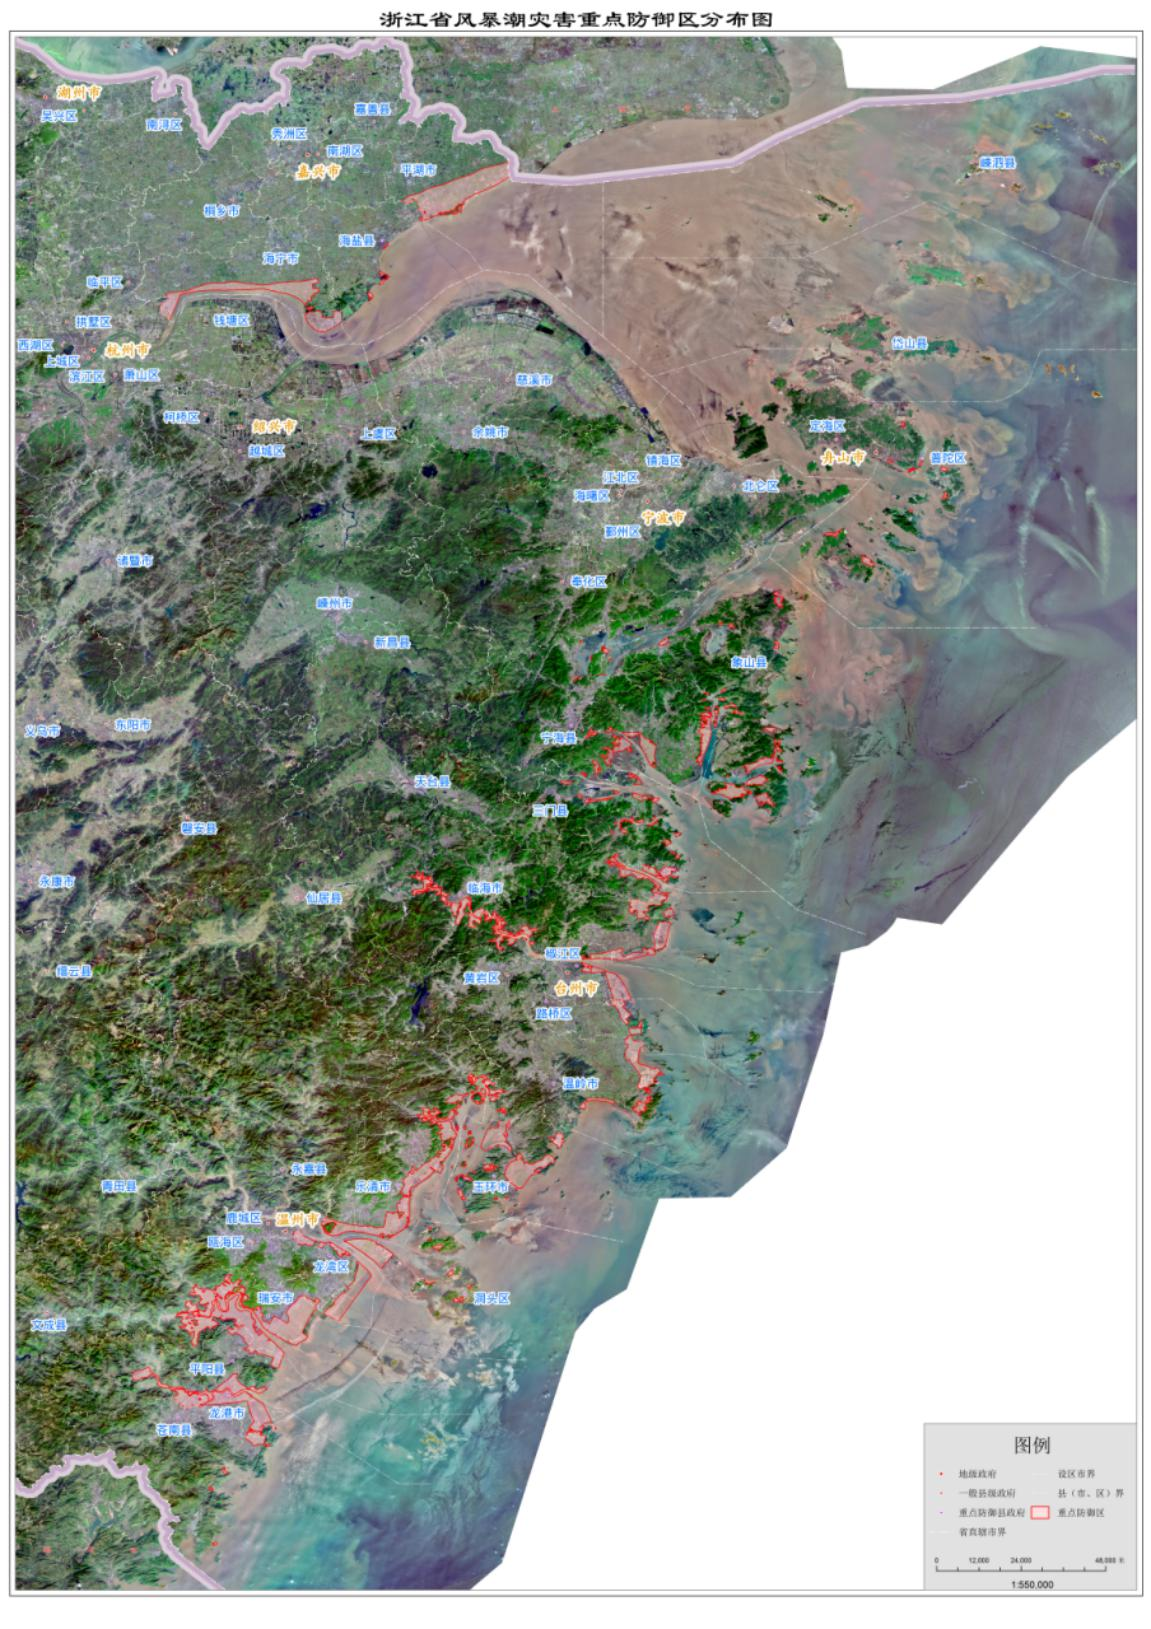 浙江省风暴潮灾害重点防御区分布图
湖州市
吴兴区
南浔区
嘉善县
秀洲区
南湖区
嘉兴市
平湖市
嵊泗县
桐乡市
海盐县
海宁市
临平区
拱墅区
钱塘区
西湖区
杭州市
上城区
滨江区
萧山区
岱山县
慈溪市
柯桥区
绍兴市
上虞区
余姚市
定海区
越城区
镇海区
舟山市
普陀区
江北区
北仑区
海曙区
宁波市
鄞州区
诸暨市
奉化区
嵊州市
新昌县
象山县
义乌市
东阳市
宁海县
天台县
三门县
磐安县
永康市
临海市
仙居县
椒江区
缙云县
黄岩区
台州市
路桥区
温岭市
永嘉县
青田县
乐清市
玉环市
鹿城区
温州市
瓯海区
龙湾区
瑞安市
洞头区
文成县
平阳县
龙港市
苍南县
图例
地级政府
设区市界
一般县级政府
县（市、区）界
重点防御县政府
重点防御区
省直辖市界
0 12,000 24,000 48,000 米
1:550,000